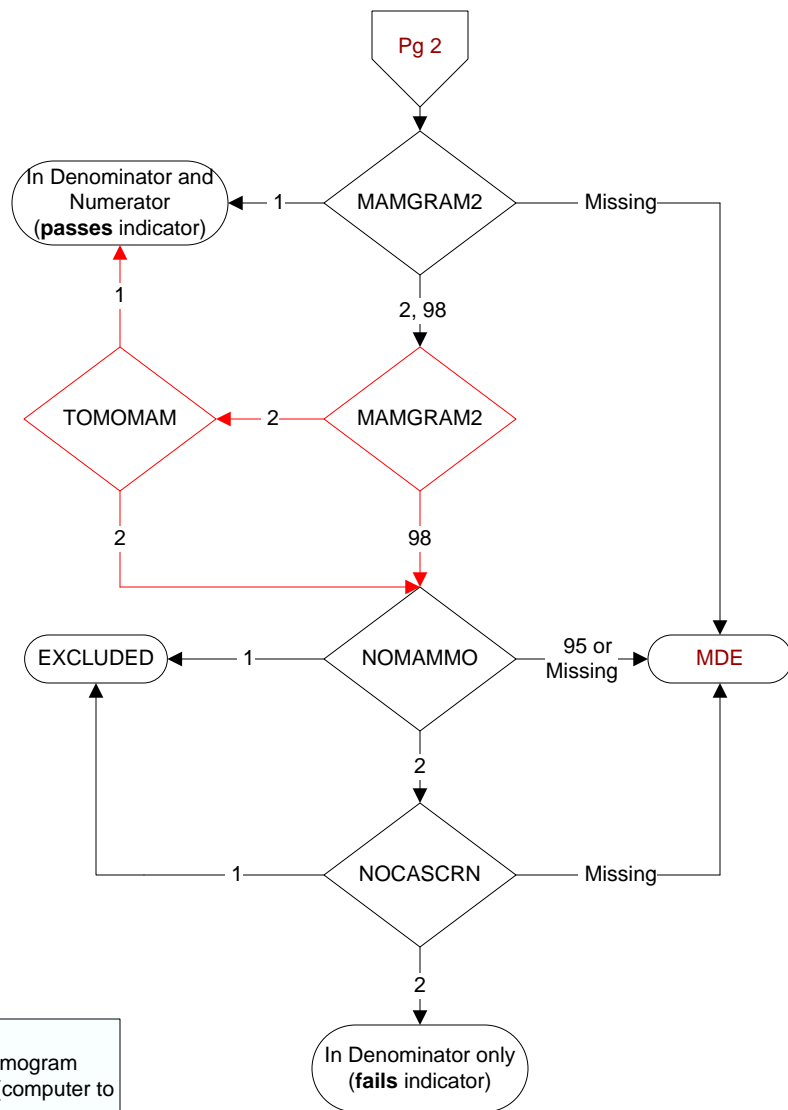 Pg 2
MAMGRAM2
In Denominator and
Numerator
(passes indicator)
1
Missing
2, 98
1
TOMOMAM
2
MAMGRAM2
2
98
NOMAMMO
EXCLUDED
1
95 or
Missing
MDE
2
NOCASCRN
1
Missing
2
In Denominator only
(fails indicator)
mogram
computer to